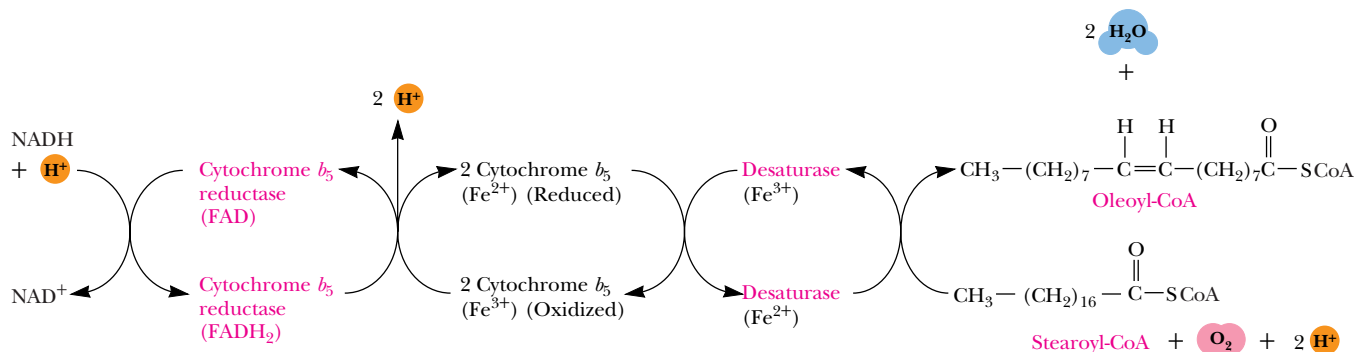 2 H₂O
+
2 H⁺
NADH
+ H⁺
Cytochrome b₅
reductase
(FAD)
2 Cytochrome b₅
(Fe²⁺) (Reduced)
Desaturase
(Fe³⁺)
H H O
CH₃—(CH₂)₇—C=C—(CH₂)₇C—SCoA
Oleoyl-CoA
NAD⁺
Cytochrome b₅
reductase
(FADH₂)
2 Cytochrome b₅
(Fe³⁺) (Oxidized)
Desaturase
(Fe²⁺)
O
CH₃—(CH₂)₁₆—C—SCoA
Stearoyl-CoA + O₂ + 2 H⁺